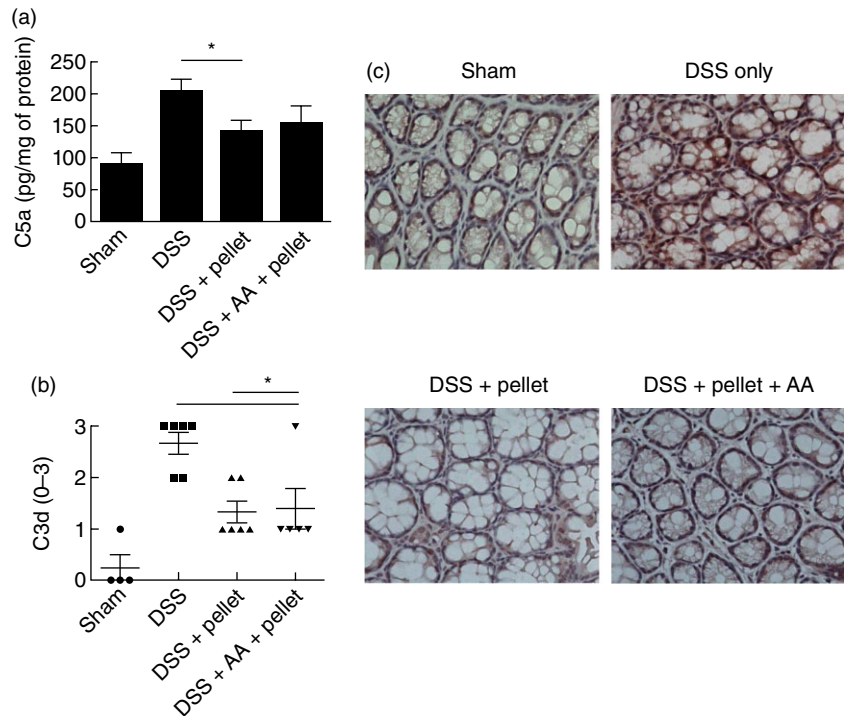 (a)
C5a (pg/mg of protein)
250
200
150
100
50
0
*
Sham
DSS
DSS + pellet
DSS + AA + pellet
(b)
C3d (0–3)
3
2
1
0
*
Sham
DSS
DSS + pellet
DSS + AA + pellet
(c)
Sham
DSS only
DSS + pellet
DSS + pellet + AA